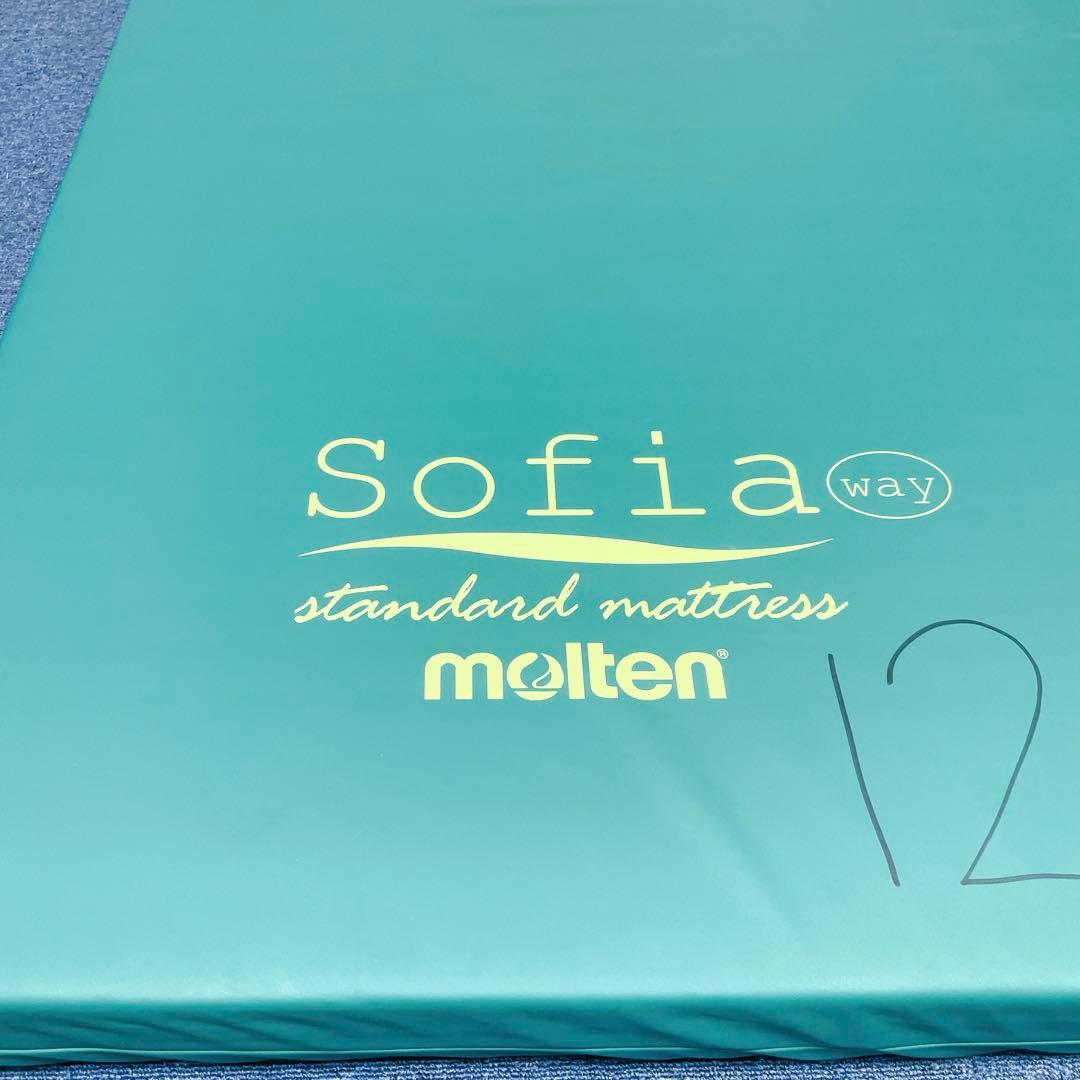 Sofia way
standard mattress
molten®
12